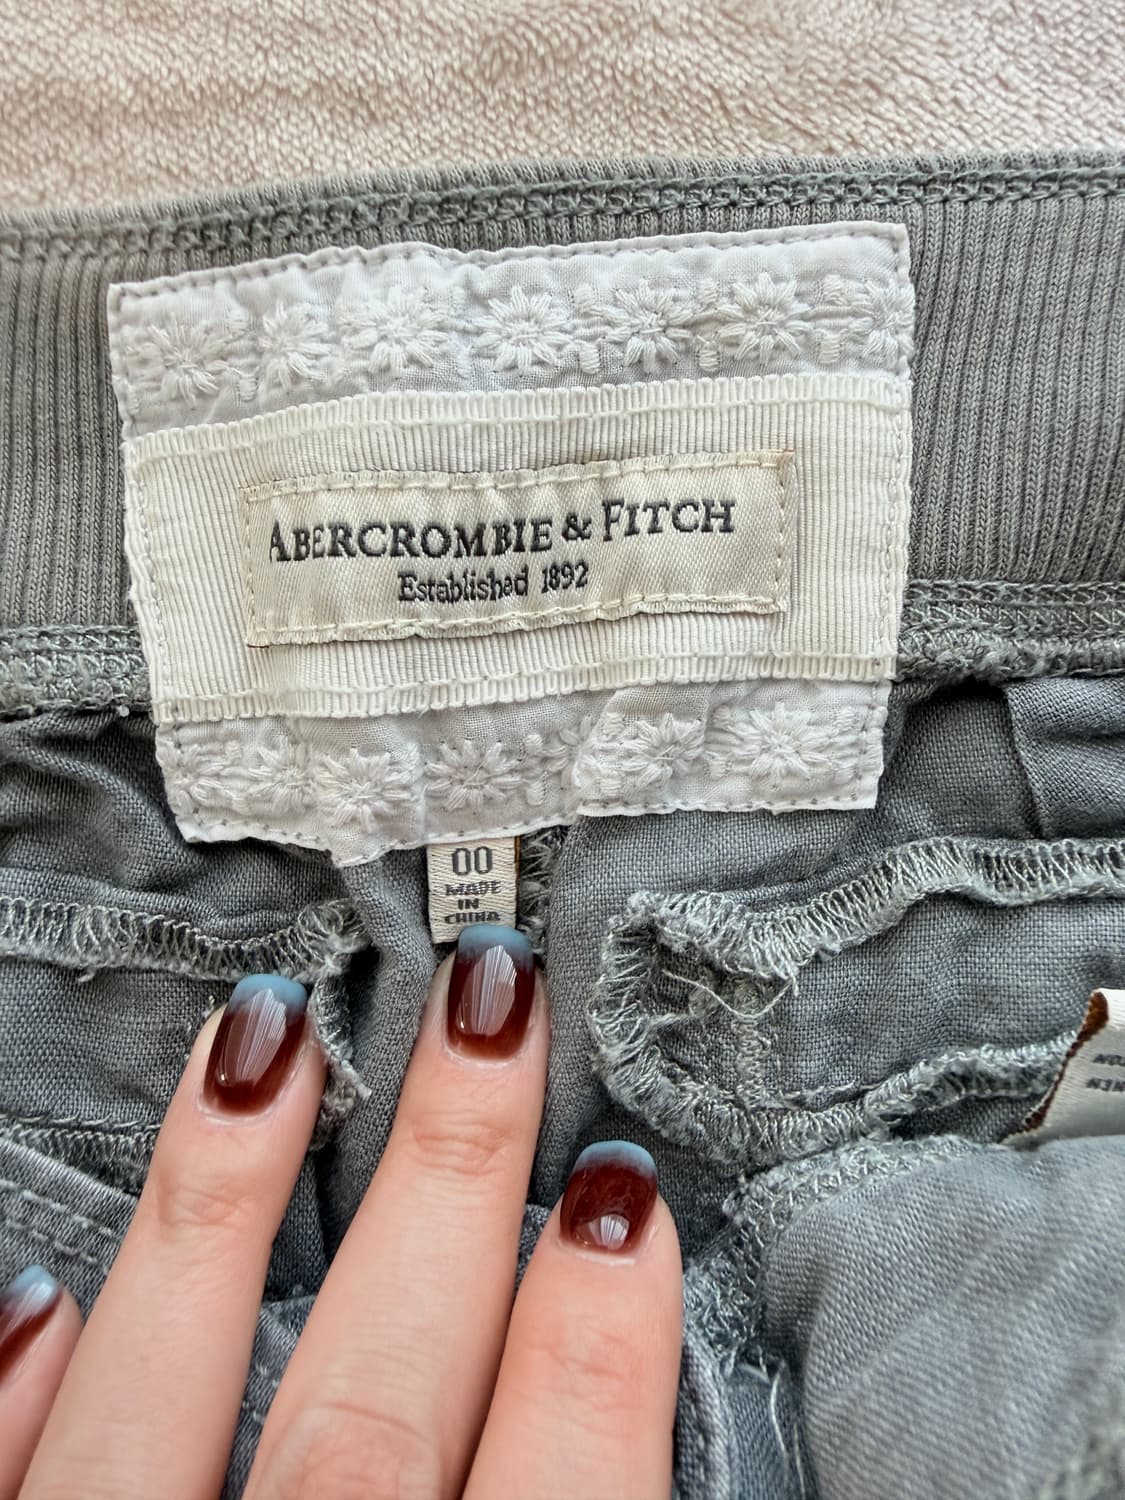 ABERCROMBIE & FITCH
Established 1892
00
MADE
IN
CHINA